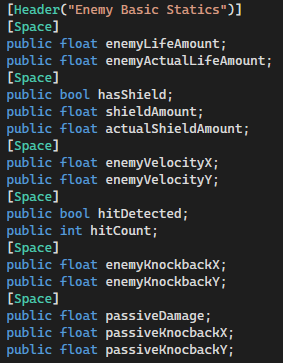 [Header("Enemy Basic Statics")]
[Space]
public float enemyLifeAmount;
public float enemyActualLifeAmount;
[Space]
public bool hasShield;
public float shieldAmount;
public float actualShieldAmount;
[Space]
public float enemyVelocityX;
public float enemyVelocityY;
[Space]
public bool hitDetected;
public int hitCount;
[Space]
public float enemyKnockbackX;
public float enemyKnockbackY;
[Space]
public float passiveDamage;
public float passiveKnocbackX;
public float passiveKnocbackY;